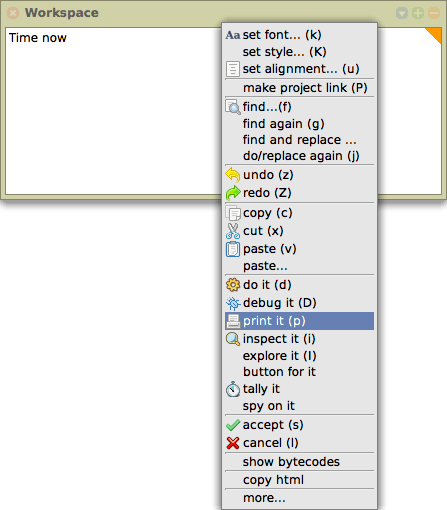 Workspace
Time now
Aa set font... (k)
set style... (K)
set alignment... (u)
make project link (P)
find...(f)
find again (g)
find and replace ...
do/replace again (j)
undo (z)
redo (Z)
copy (c)
cut (x)
paste (v)
paste...
do it (d)
debug it (D)
print it (p)
inspect it (i)
explore it (I)
button for it
tally it
spy on it
accept (s)
cancel (l)
show bytecodes
copy html
more...